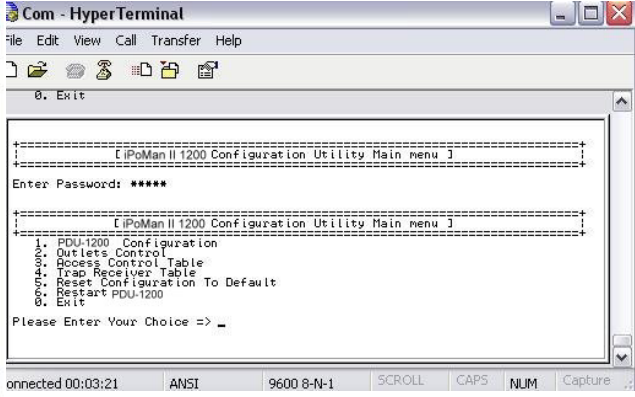 Com - HyperTerminal
File Edit View Call Transfer Help
0. Exit
[ iPoMan II 1200 Configuration Utility Main menu ]
Enter Password: *****
[ iPoMan II 1200 Configuration Utility Main menu ]
1. PDU-1200 Configuration
2. Outlets Control
3. Access Control Table
4. Trap Receiver Table
5. Reset Configuration To Default
6. Restart PDU-1200
0. Exit
Please Enter Your Choice => _
onnected 00:03:21 ANSI 9600 8-N-1 SCROLL CAPS NUM Capture